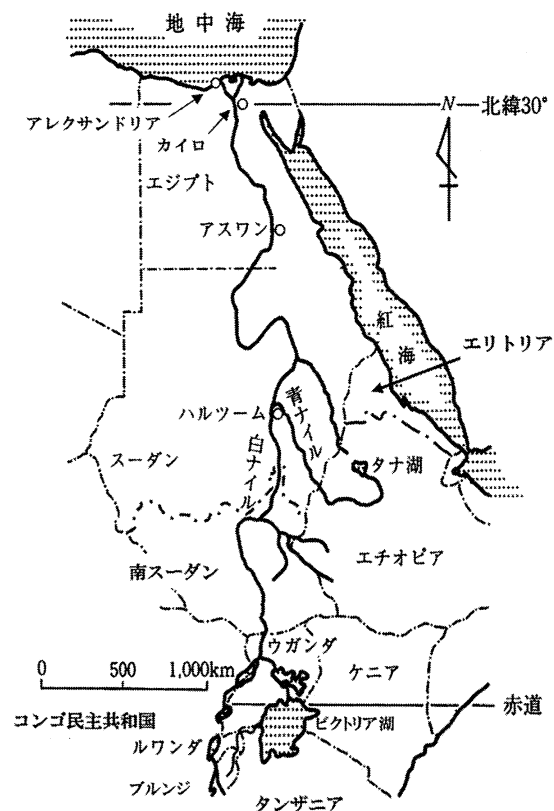 地中海
アレクサンドリア
カイロ
N
北緯30°
エジプト
アスワン
紅海
エリトリア
ハルツーム
青ナイル
白ナイル
スーダン
タナ湖
南スーダン
エチオピア
ウガンダ
ケニア
0 500 1,000km
赤道
コンゴ民主共和国
ビクトリア湖
ルワンダ
ブルンジ
タンザニア